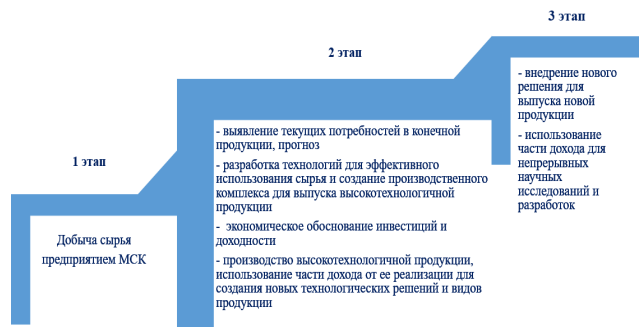 1 этап
Добыча сырья
предприятием МСК
2 этап
- выявление текущих потребностей в конечной
продукции, прогноз
- разработка технологий для эффективного
использования сырья и создание производственного
комплекса для выпуска высокотехнологичной
продукции
- экономическое обоснование инвестиций и
доходности
- производство высокотехнологичной продукции,
использование части дохода от ее реализации для
создания новых технологических решений и видов
продукции
3 этап
- внедрение нового
решения для
выпуска новой
продукции
- использование
части дохода для
непрерывных
научных
исследований и
разработок